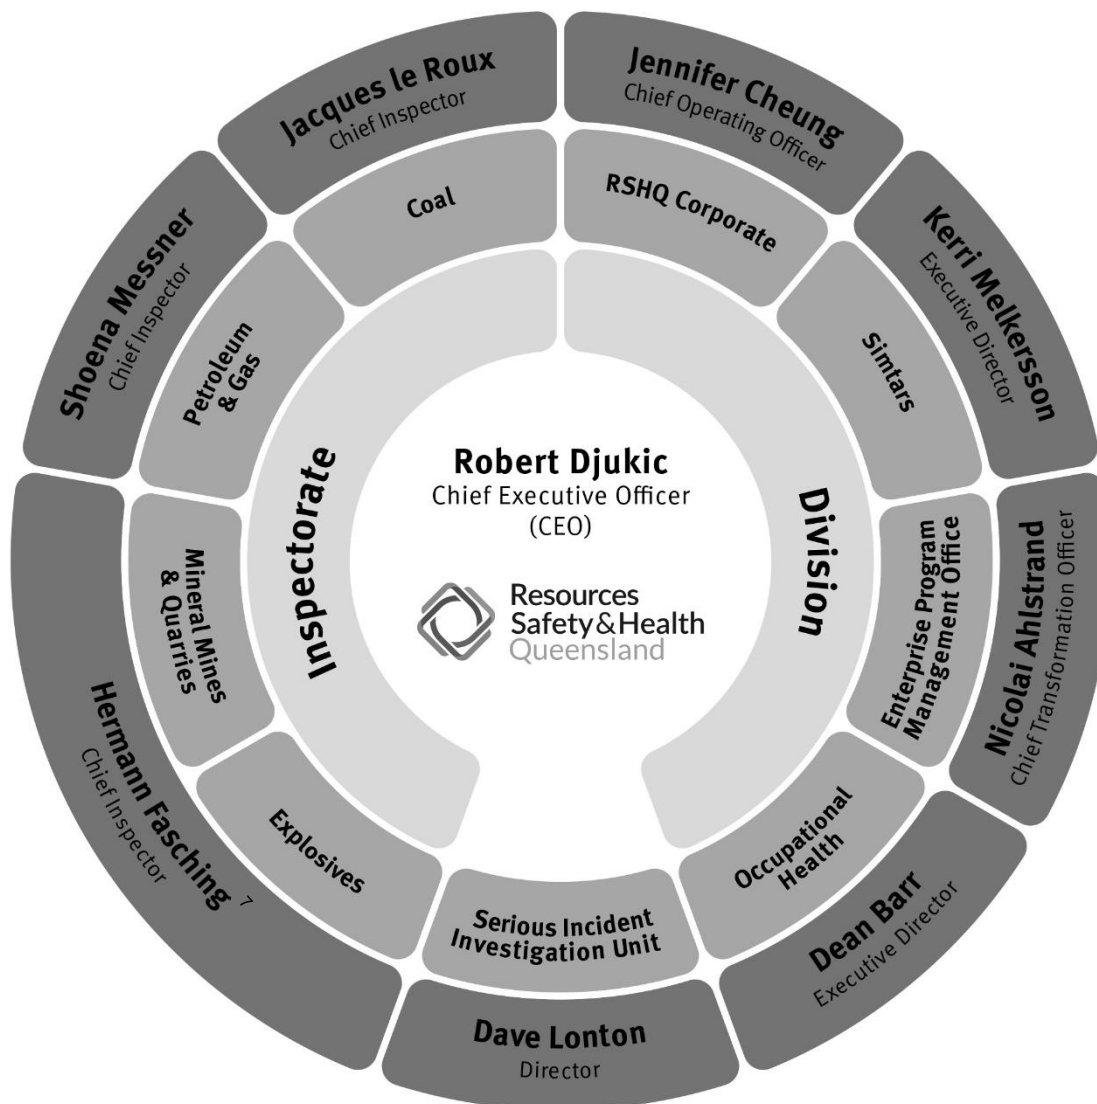 Robert Djukic
Chief Executive Officer
(CEO)
Resources
Safety&Health
Queensland
Inspectorate
Division
Jacques le Roux
Chief Inspector
Coal
Jennifer Cheung
Chief Operating Officer
RSHQ Corporate
Kerri Melkersson
Executive Director
Simtars
Nicolai Ahlstrand
Chief Transformation Officer
Enterprise Program
Management Office
Dean Barr
Executive Director
Occupational
Health
Serious Incident
Investigation Unit
Dave Lonton
Director
Explosives
Mineral Mines
& Quarries
Hermann Fasching 7
Chief Inspector
Petroleum
& Gas
Shoena Messner
Chief Inspector